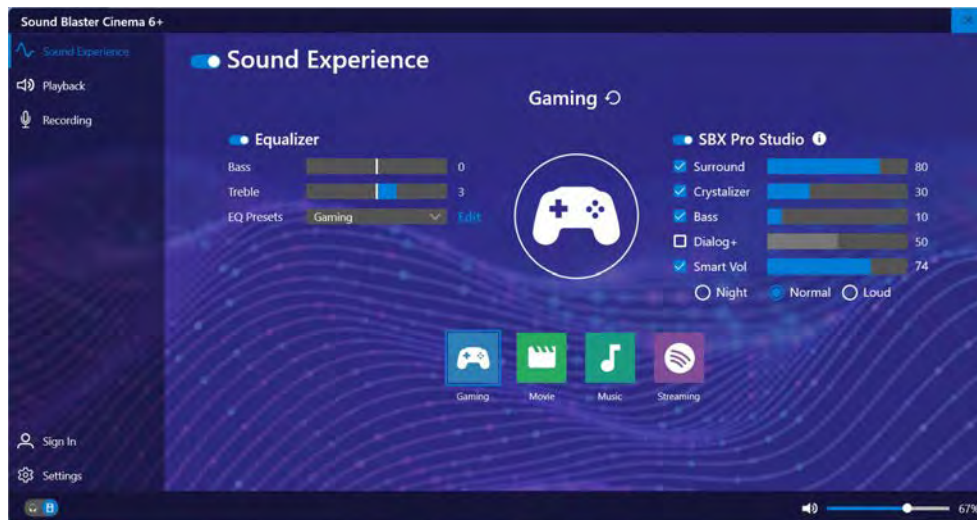 Sound Blaster Cinema 6+
Sound Experience
Playback
Recording
Sign In
Settings
Sound Experience
Gaming
Equalizer
Bass 0
Treble 3
EQ Presets Gaming Edit
SBX Pro Studio
Surround 80
Crystalizer 30
Bass 10
Dialog+ 50
Smart Vol 74
Night Normal Loud
Gaming Movie Music Streaming
67%